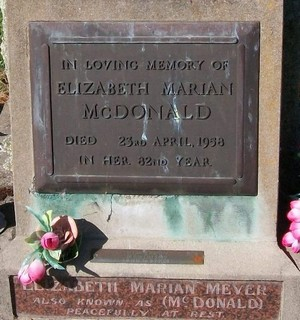 IN LOVING MEMORY OF
ELIZABETH MARIAN
McDONALD
DIED 23RD APRIL, 1958
IN HER 82ND YEAR.
ELIZABETH MARIAN MEYER
ALSO KNOWN AS (McDONALD)
PEACEFULLY AT REST.